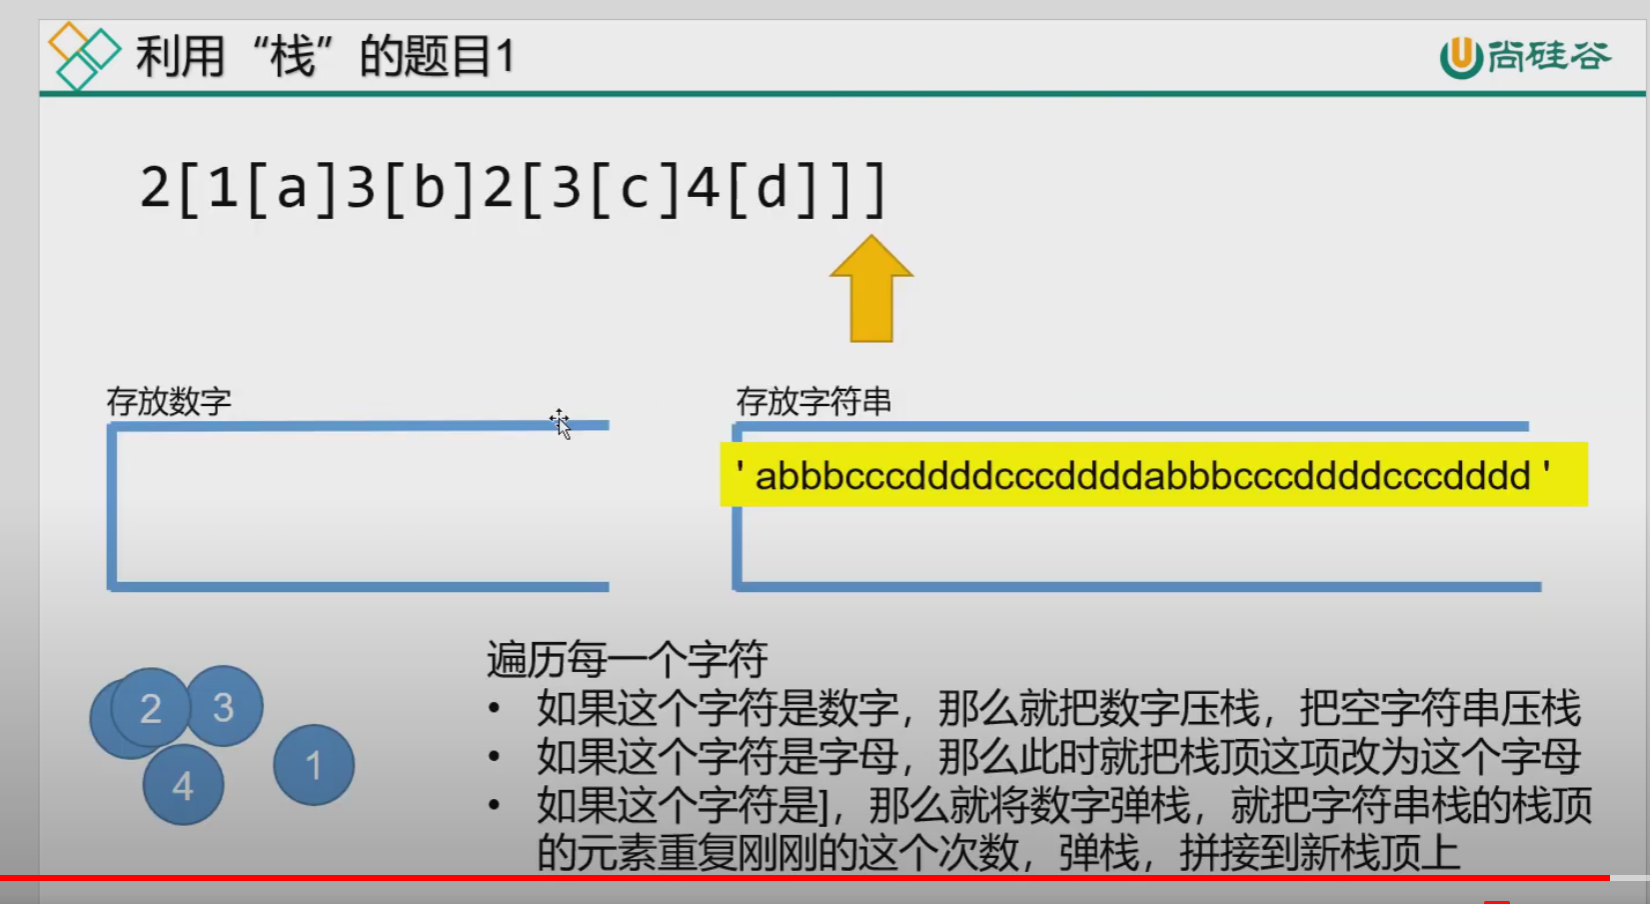 利用“栈”的题目1
尚硅谷
2[1[a]3[b]2[3[c]4[d]]]
存放数字
存放字符串
' abbbcccddddcccddddabbbcccddddcccdddd '
2
3
4
1
遍历每一个字符
• 如果这个字符是数字，那么就把数字压栈，把空字符串压栈
• 如果这个字符是字母，那么此时就把栈顶这项改为这个字母
• 如果这个字符是]，那么就将数字弹栈，就把字符串栈的栈顶
的元素重复刚刚的这个次数，弹栈，拼接到新栈顶上